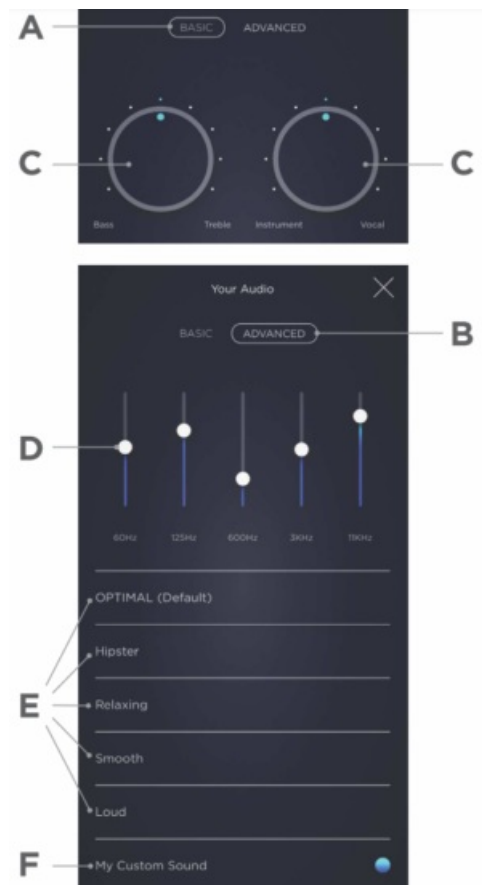 A
BASIC ADVANCED
C C
Bass Treble Instrument Vocal
Your Audio
BASIC ADVANCED
B
D
60Hz 125Hz 600Hz 3KHz 11KHz
OPTIMAL (Default)
Hipster
E
Relaxing
Smooth
Loud
F
My Custom Sound